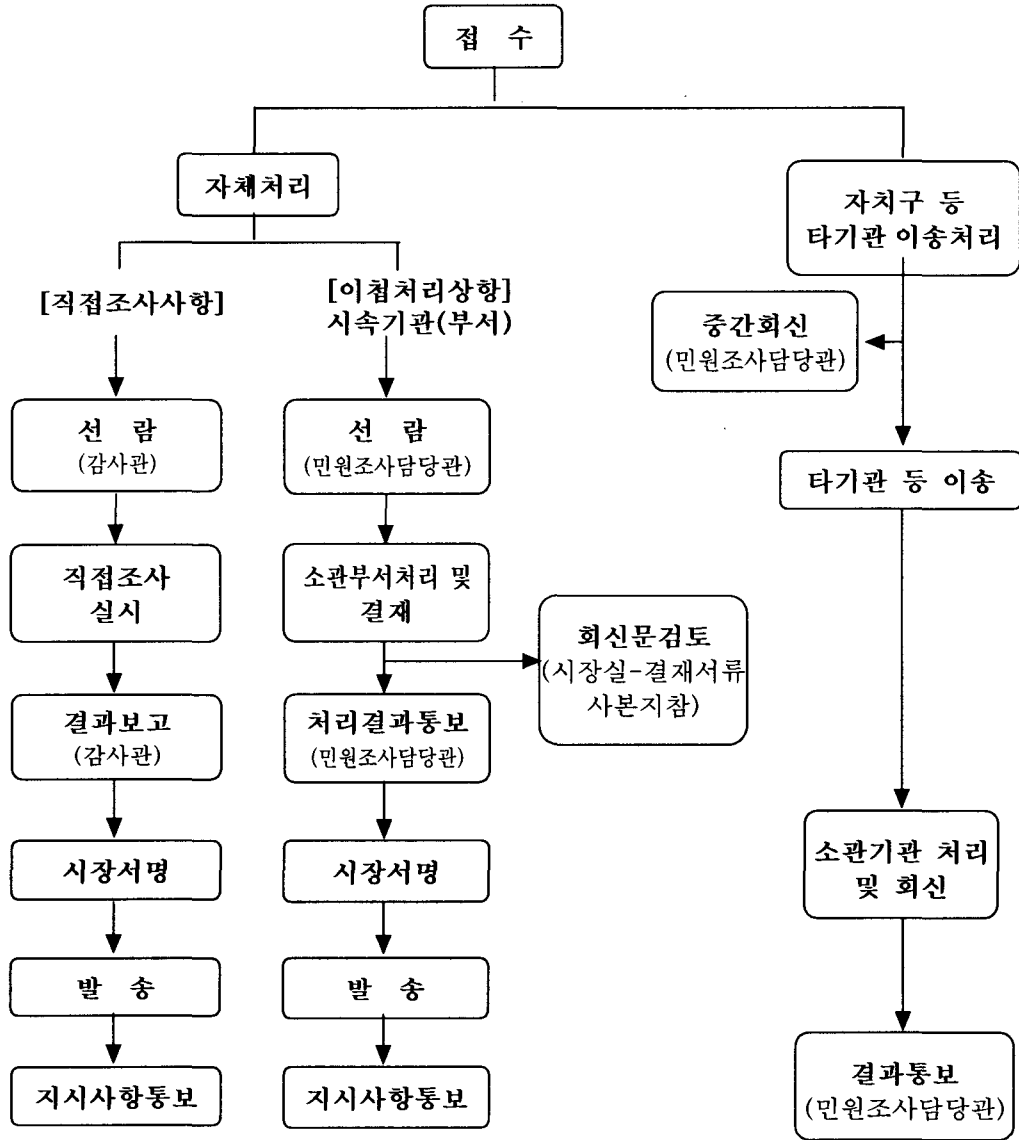 접 수
자체처리
자치구 등
타기관 이송처리
[직접조사사항]
[이첩처리상항]
시속기관(부서)
중간회신
(민원조사담당관)
선 람
(감사관)
선 람
(민원조사담당관)
타기관 등 이송
직접조사
실시
소관부서처리 및
결재
회신문검토
(시장실-결재서류
사본지참)
결과보고
(감사관)
처리결과통보
(민원조사담당관)
시장서명
시장서명
소관기관 처리
및 회신
발 송
발 송
지시사항통보
지시사항통보
결과통보
(민원조사담당관)